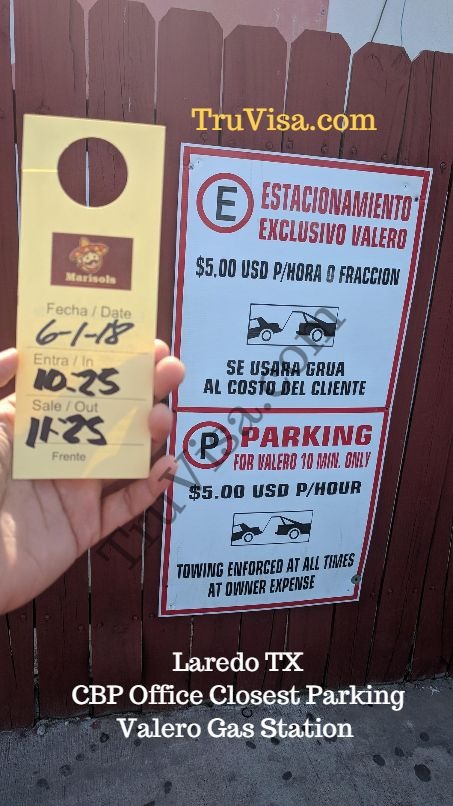 TruVisa.com
Marisols
Fecha / Date
6-1-18
Entra / In
10-25
Sale / Out
11-25
Frente
E ESTACIONAMIENTO
EXCLUSIVO VALERO
$5.00 USD P/HORA O FRACCION
SE USARA GRUA
AL COSTO DEL CLIENTE
P PARKING
FOR VALERO 10 MIN. ONLY
$5.00 USD P/HOUR
TOWING ENFORCED AT ALL TIMES
AT OWNER EXPENSE
TruVisa.com
Laredo TX
CBP Office Closest Parking
Valero Gas Station